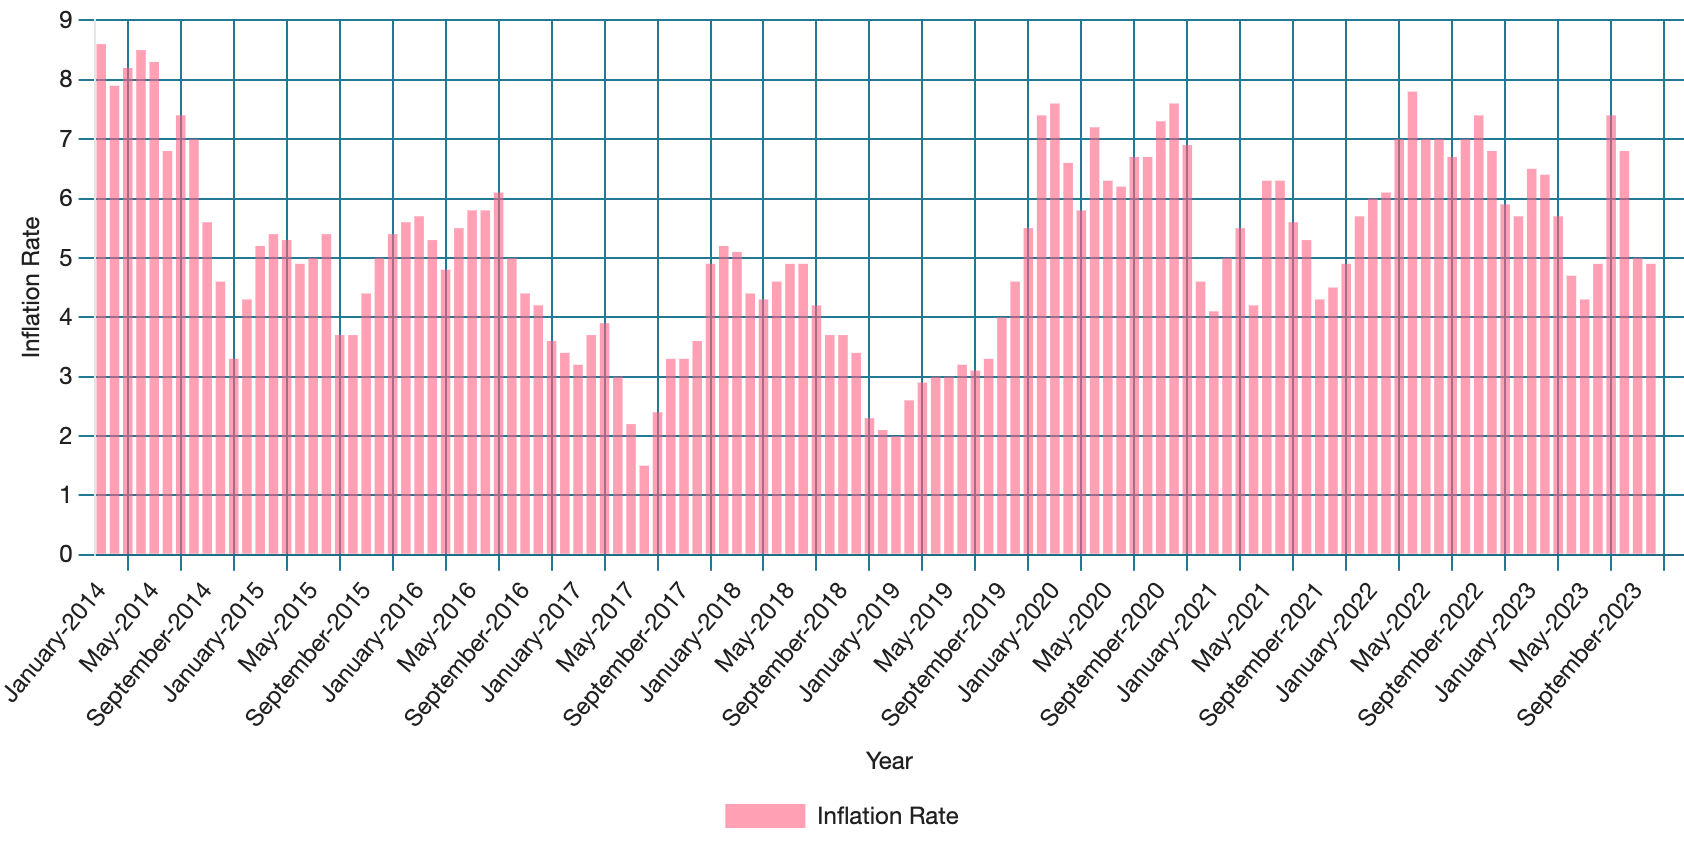 9
8
7
6
5
4
3
2
1
0
Inflation Rate
January-2014
May-2014
September-2014
January-2015
May-2015
September-2015
January-2016
May-2016
September-2016
January-2017
May-2017
September-2017
January-2018
May-2018
September-2018
January-2019
May-2019
September-2019
January-2020
May-2020
September-2020
January-2021
May-2021
September-2021
January-2022
May-2022
September-2022
January-2023
May-2023
September-2023
Year
Inflation Rate